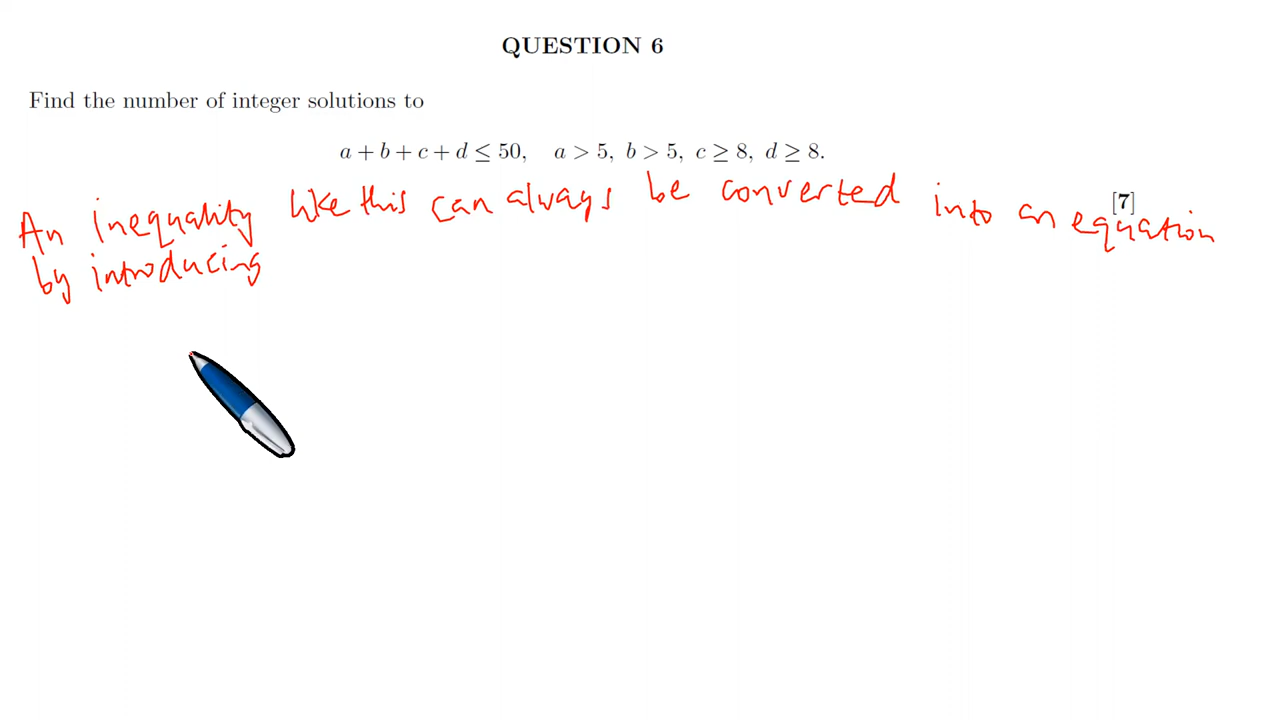 QUESTION 6
Find the number of integer solutions to
a + b + c + d ≤ 50, a > 5, b > 5, c ≥ 8, d ≥ 8.
[7]
An inequality like this can always be converted into an equation
by introducing